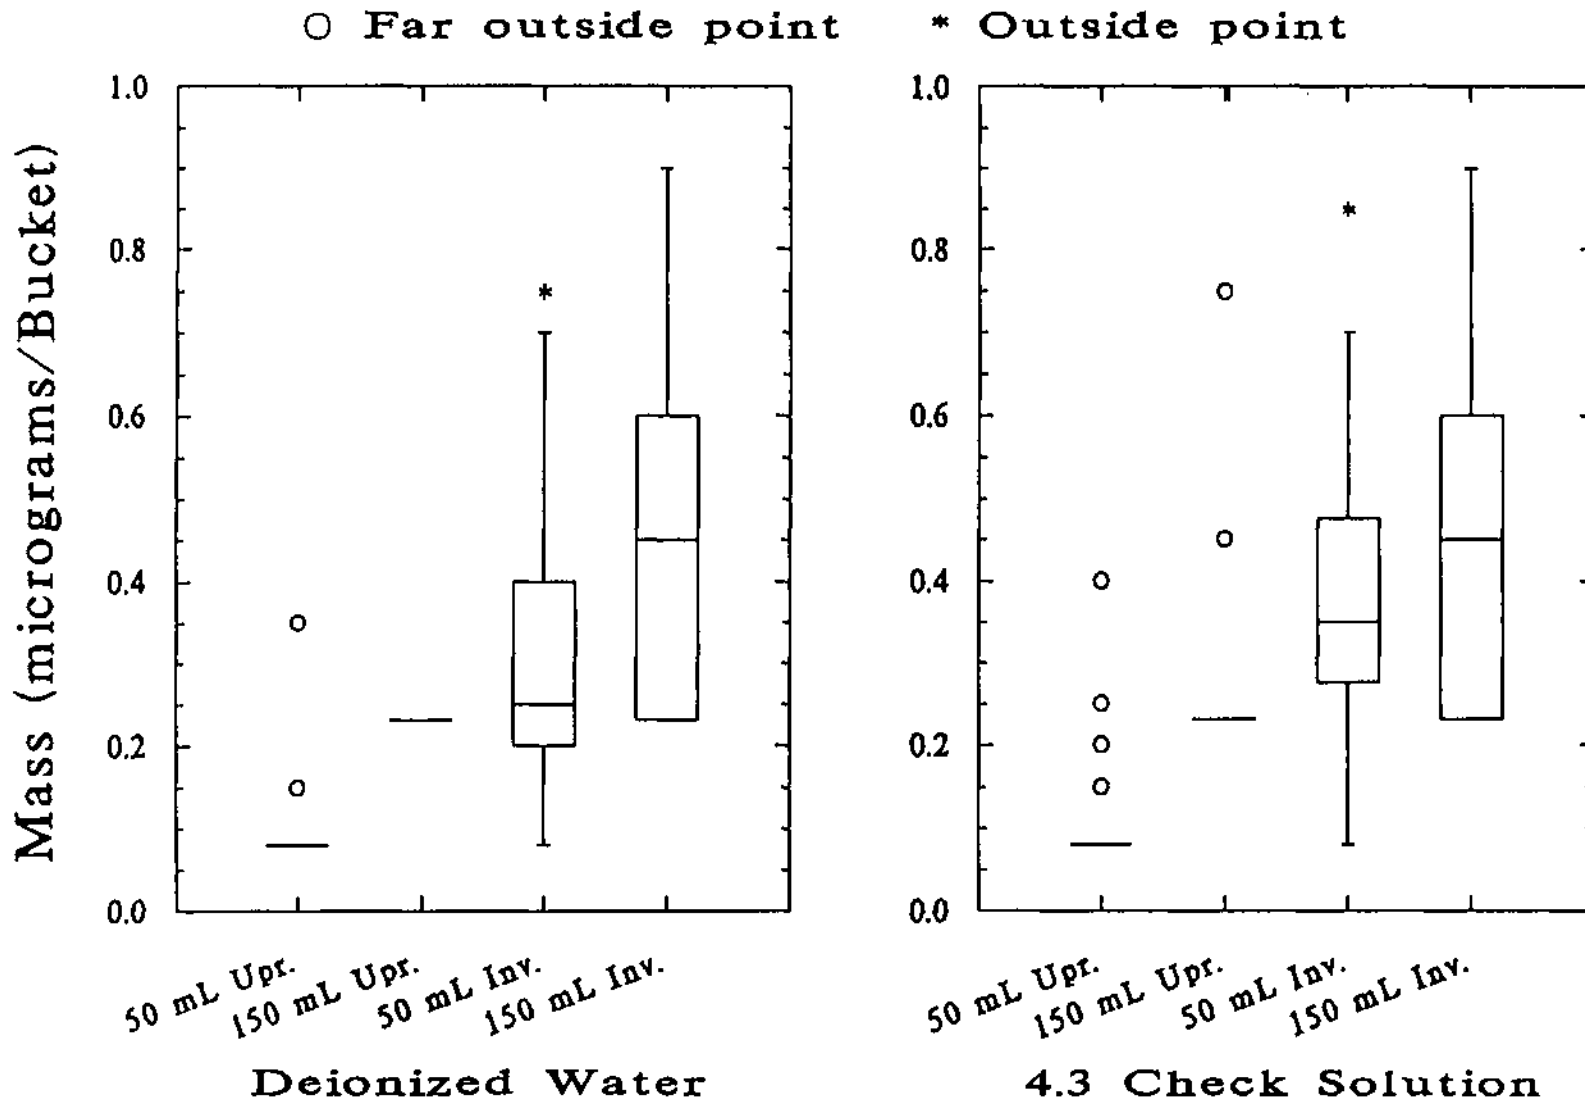 O Far outside point * Outside point
Mass (micrograms/Bucket)
1.0
0.8
0.6
0.4
0.2
0.0
50 mL Upr.
150 mL Upr.
50 mL Inv.
150 mL Inv.
Deionized Water
1.0
0.8
0.6
0.4
0.2
0.0
50 mL Upr.
150 mL Upr.
50 mL Inv.
150 mL Inv.
4.3 Check Solution